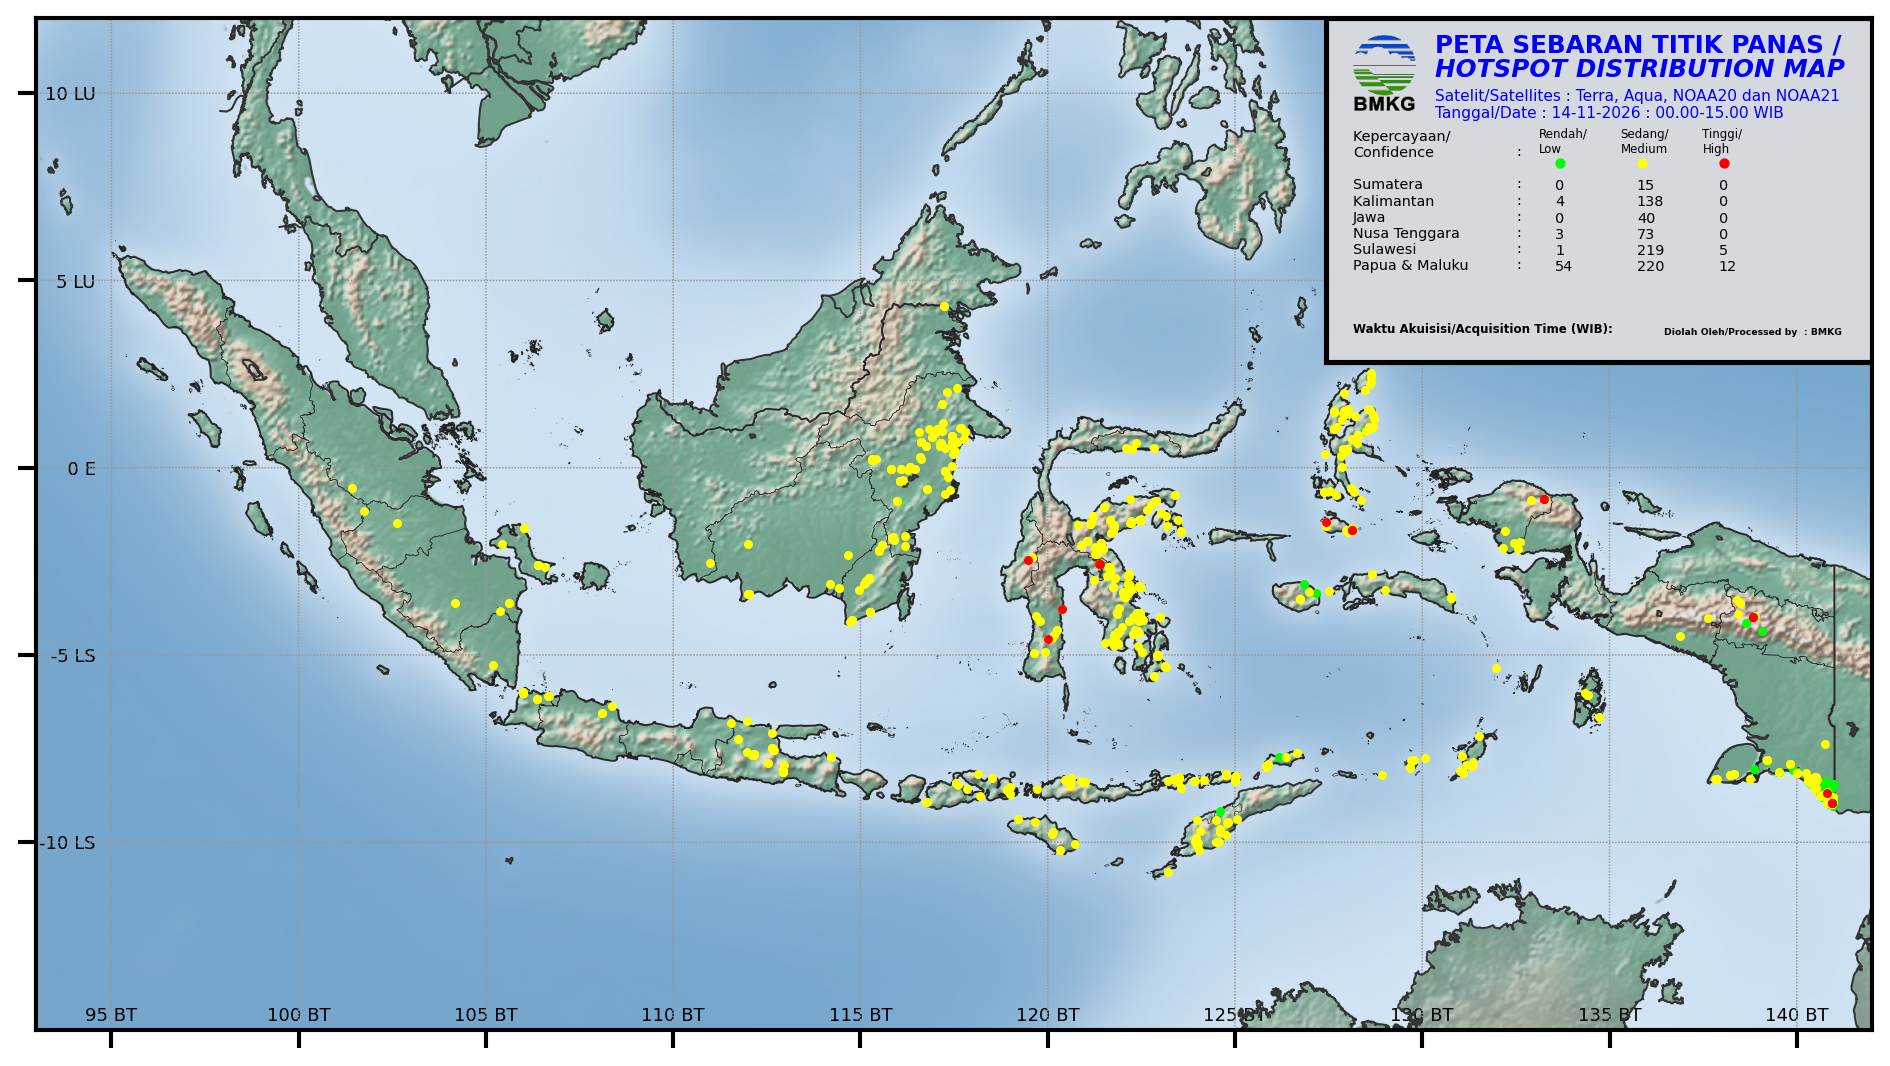 PETA SEBARAN TITIK PANAS /
HOTSPOT DISTRIBUTION MAP
BMKG
Satelit/Satellites : Terra, Aqua, NOAA20 dan NOAA21
Tanggal/Date : 14-11-2026 : 00.00-15.00 WIB
Kepercayaan/ Rendah/ Sedang/ Tinggi/
Confidence : Low Medium High
Sumatera : 0 15 0
Kalimantan : 4 138 0
Jawa : 0 40 0
Nusa Tenggara : 3 73 0
Sulawesi : 1 219 5
Papua & Maluku : 54 220 12
Waktu Akuisisi/Acquisition Time (WIB):
Diolah Oleh/Processed by : BMKG
10 LU
5 LU
0 E
-5 LS
-10 LS
95 BT 100 BT 105 BT 110 BT 115 BT 120 BT 125 BT 130 BT 135 BT 140 BT